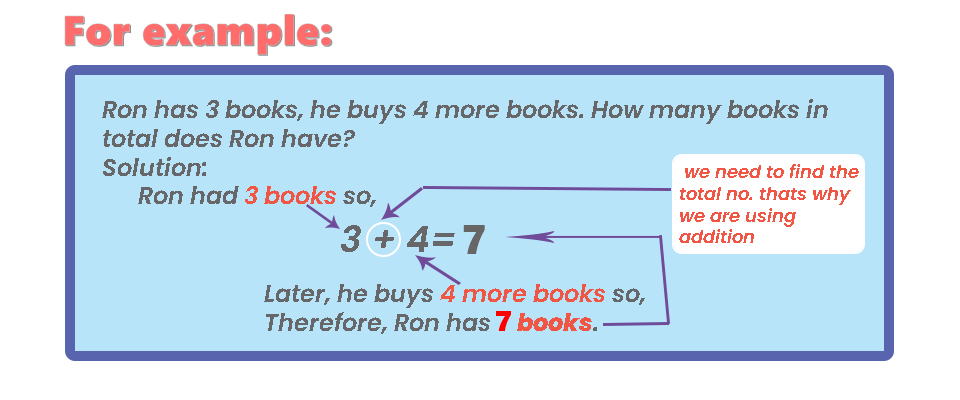 For example:
Ron has 3 books, he buys 4 more books. How many books in
total does Ron have?
Solution:
Ron had 3 books so,
we need to find the
total no. thats why
we are using
addition
3 + 4 = 7
Later, he buys 4 more books so,
Therefore, Ron has 7 books.